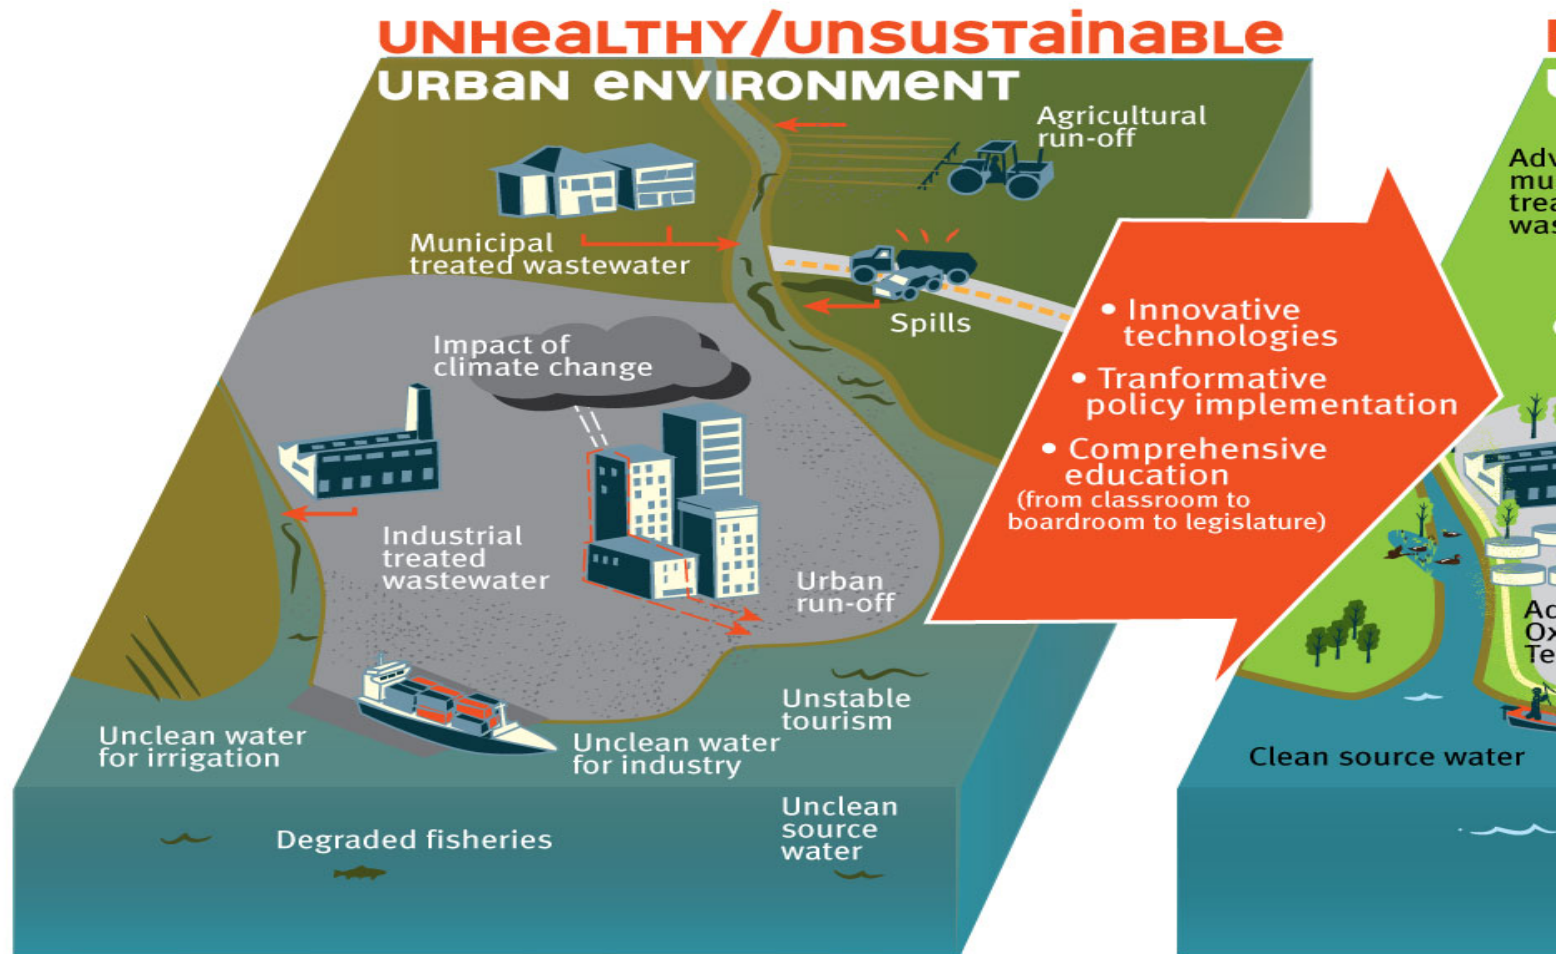 UNHealTHY/UnsusTainaBLe
URBan enVIRONMenT
Agricultural
run-off
Municipal
treated wastewater
Spills
Impact of
climate change
Industrial
treated
wastewater
Urban
run-off
Unstable
tourism
Unclean water
for irrigation
Unclean water
for industry
Unclean
source
water
Degraded fisheries
• Innovative
technologies
• Tranformative
policy implementation
• Comprehensive
education
(from classroom to
boardroom to legislature)
Clean source water